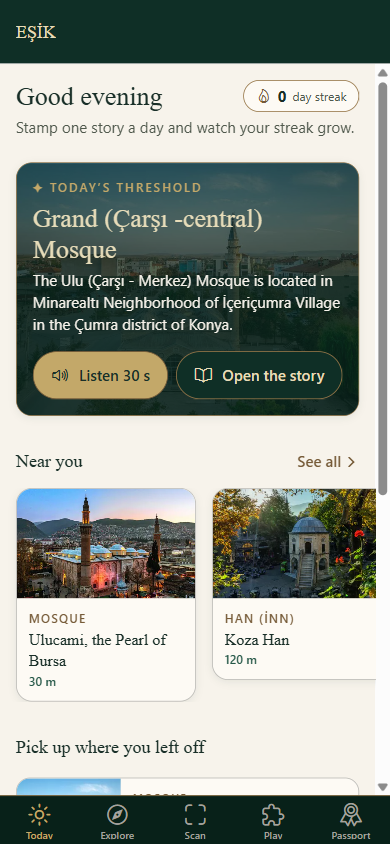 EŞİK
Good evening
0 day streak
Stamp one story a day and watch your streak grow.
TODAY'S THRESHOLD
Grand (Çarşı -central)
Mosque
The Ulu (Çarşı - Merkez) Mosque is located in
Minarealtı Neighborhood of İçeriçumra Village
in the Çumra district of Konya.
Listen 30 s
Open the story
Near you
See all
MOSQUE
Ulucami, the Pearl of
Bursa
30 m
HAN (İNN)
Koza Han
120 m
Pick up where you left off
MOSQUE
Today
Explore
Scan
Play
Passport